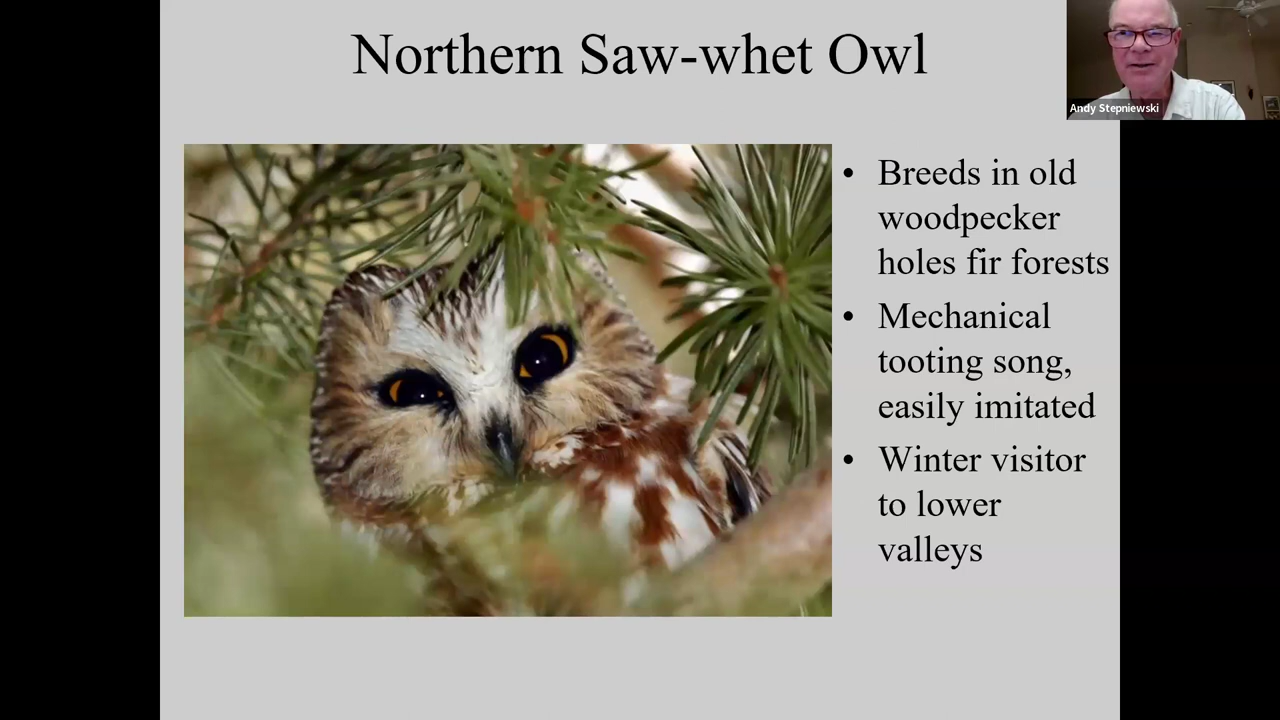 Northern Saw-whet Owl
Andy Stepniewski
• Breeds in old
woodpecker
holes fir forests
• Mechanical
tooting song,
easily imitated
• Winter visitor
to lower
valleys